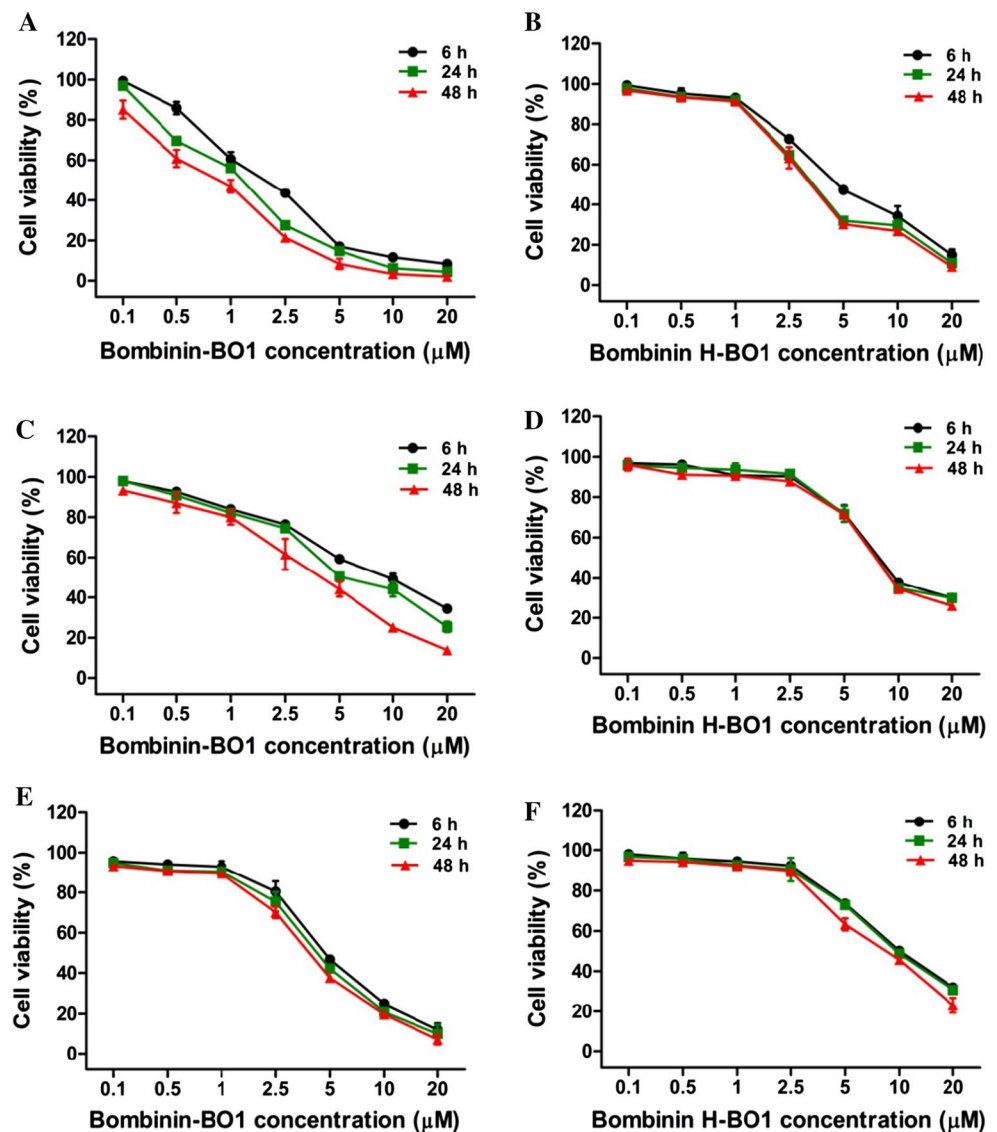 A
Cell viability (%)
120
100
80
60
40
20
0
6 h
24 h
48 h
0.1 0.5 1 2.5 5 10 20
Bombinin-BO1 concentration (μM)
B
Cell viability (%)
120
100
80
60
40
20
0
6 h
24 h
48 h
0.1 0.5 1 2.5 5 10 20
Bombinin H-BO1 concentration (μM)
C
Cell viability (%)
120
100
80
60
40
20
0
6 h
24 h
48 h
0.1 0.5 1 2.5 5 10 20
Bombinin-BO1 concentration (μM)
D
Cell viability (%)
120
100
80
60
40
20
0
6 h
24 h
48 h
0.1 0.5 1 2.5 5 10 20
Bombinin H-BO1 concentration (μM)
E
Cell viability (%)
120
100
80
60
40
20
0
6 h
24 h
48 h
0.1 0.5 1 2.5 5 10 20
Bombinin-BO1 concentration (μM)
F
Cell viability (%)
120
100
80
60
40
20
0
6 h
24 h
48 h
0.1 0.5 1 2.5 5 10 20
Bombinin H-BO1 concentration (μM)